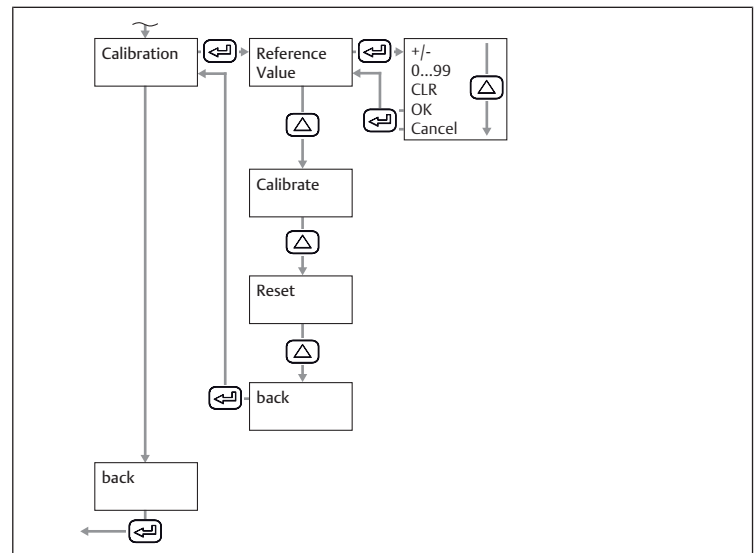 Calibration
Reference
Value
+/-
0...99
CLR
OK
Cancel
Calibrate
Reset
back
back